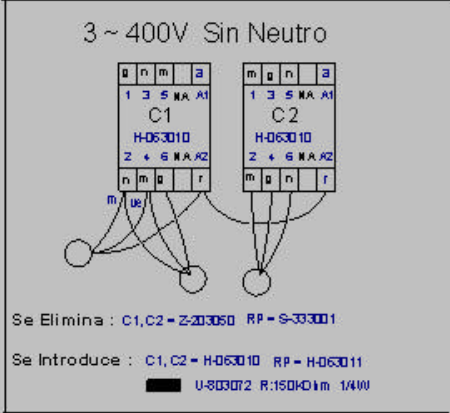 3 ~ 400V Sin Neutro
g n m a m g n a
1 3 5 NA A1 1 3 5 NA A1
C1 C2
H-063010 H-063010
2 4 6 NA A2 2 4 6 NA A2
n m g r m g n r
m ue
Se Elimina : C1,C2 = Z-203050 RP = S-333001
Se Introduce : C1,C2 = H-063010 RP = H-063011
U-803072 R:150KOhm 1/4W